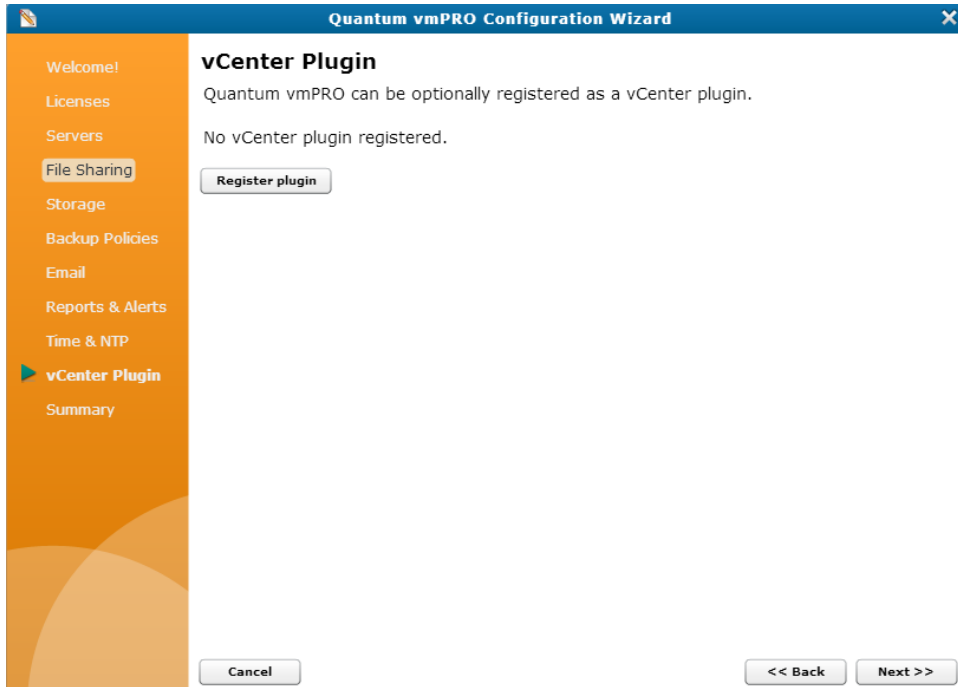 Quantum vmPRO Configuration Wizard
Welcome!
Licenses
Servers
File Sharing
Storage
Backup Policies
Email
Reports & Alerts
Time & NTP
vCenter Plugin
Summary
vCenter Plugin
Quantum vmPRO can be optionally registered as a vCenter plugin.
No vCenter plugin registered.
Register plugin
Cancel
<< Back
Next >>